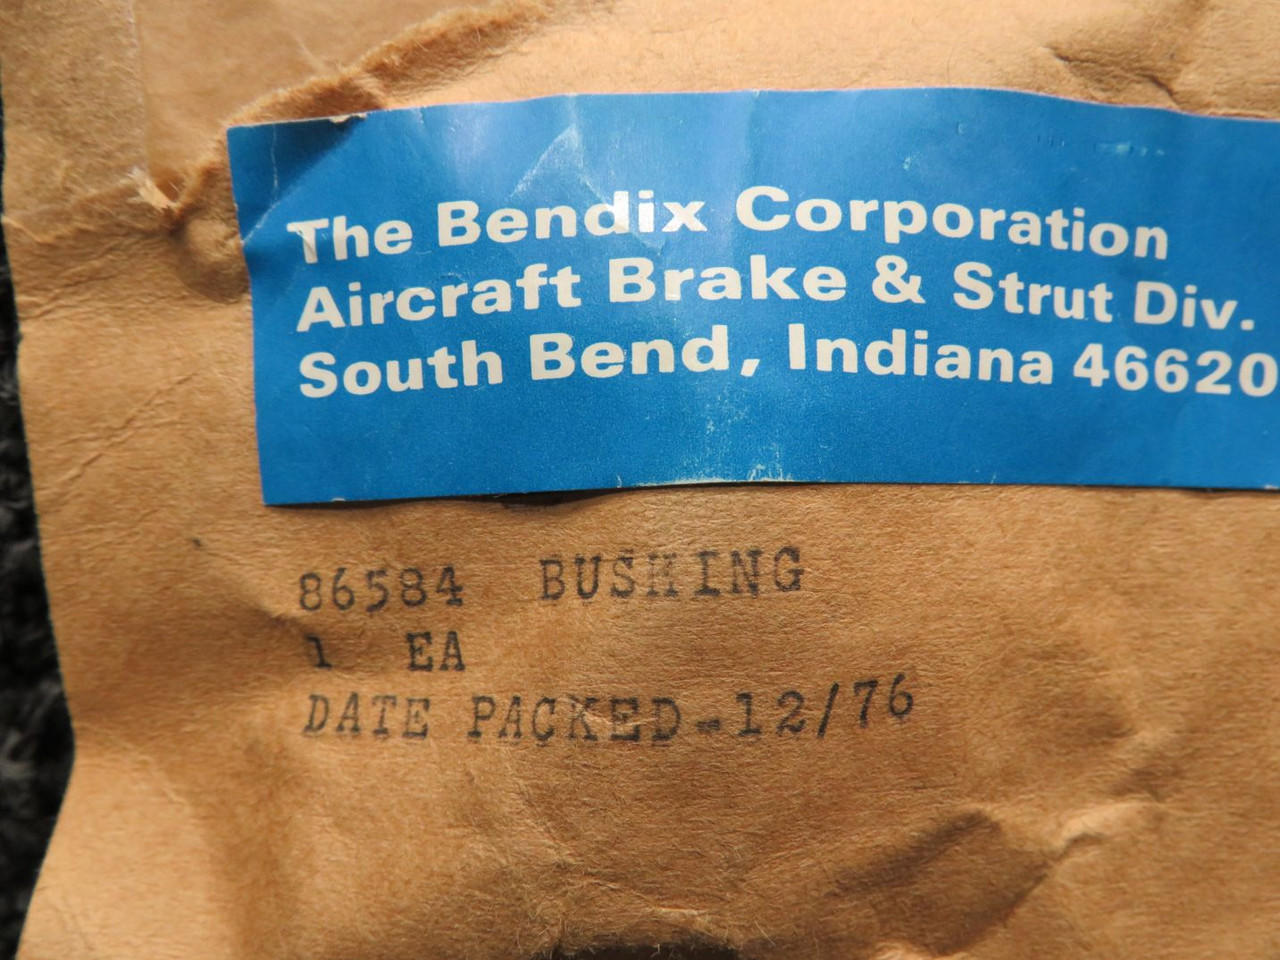 The Bendix Corporation
Aircraft Brake & Strut Div.
South Bend, Indiana 46620
86584 BUSHING
1 EA
DATE PACKED-12/76